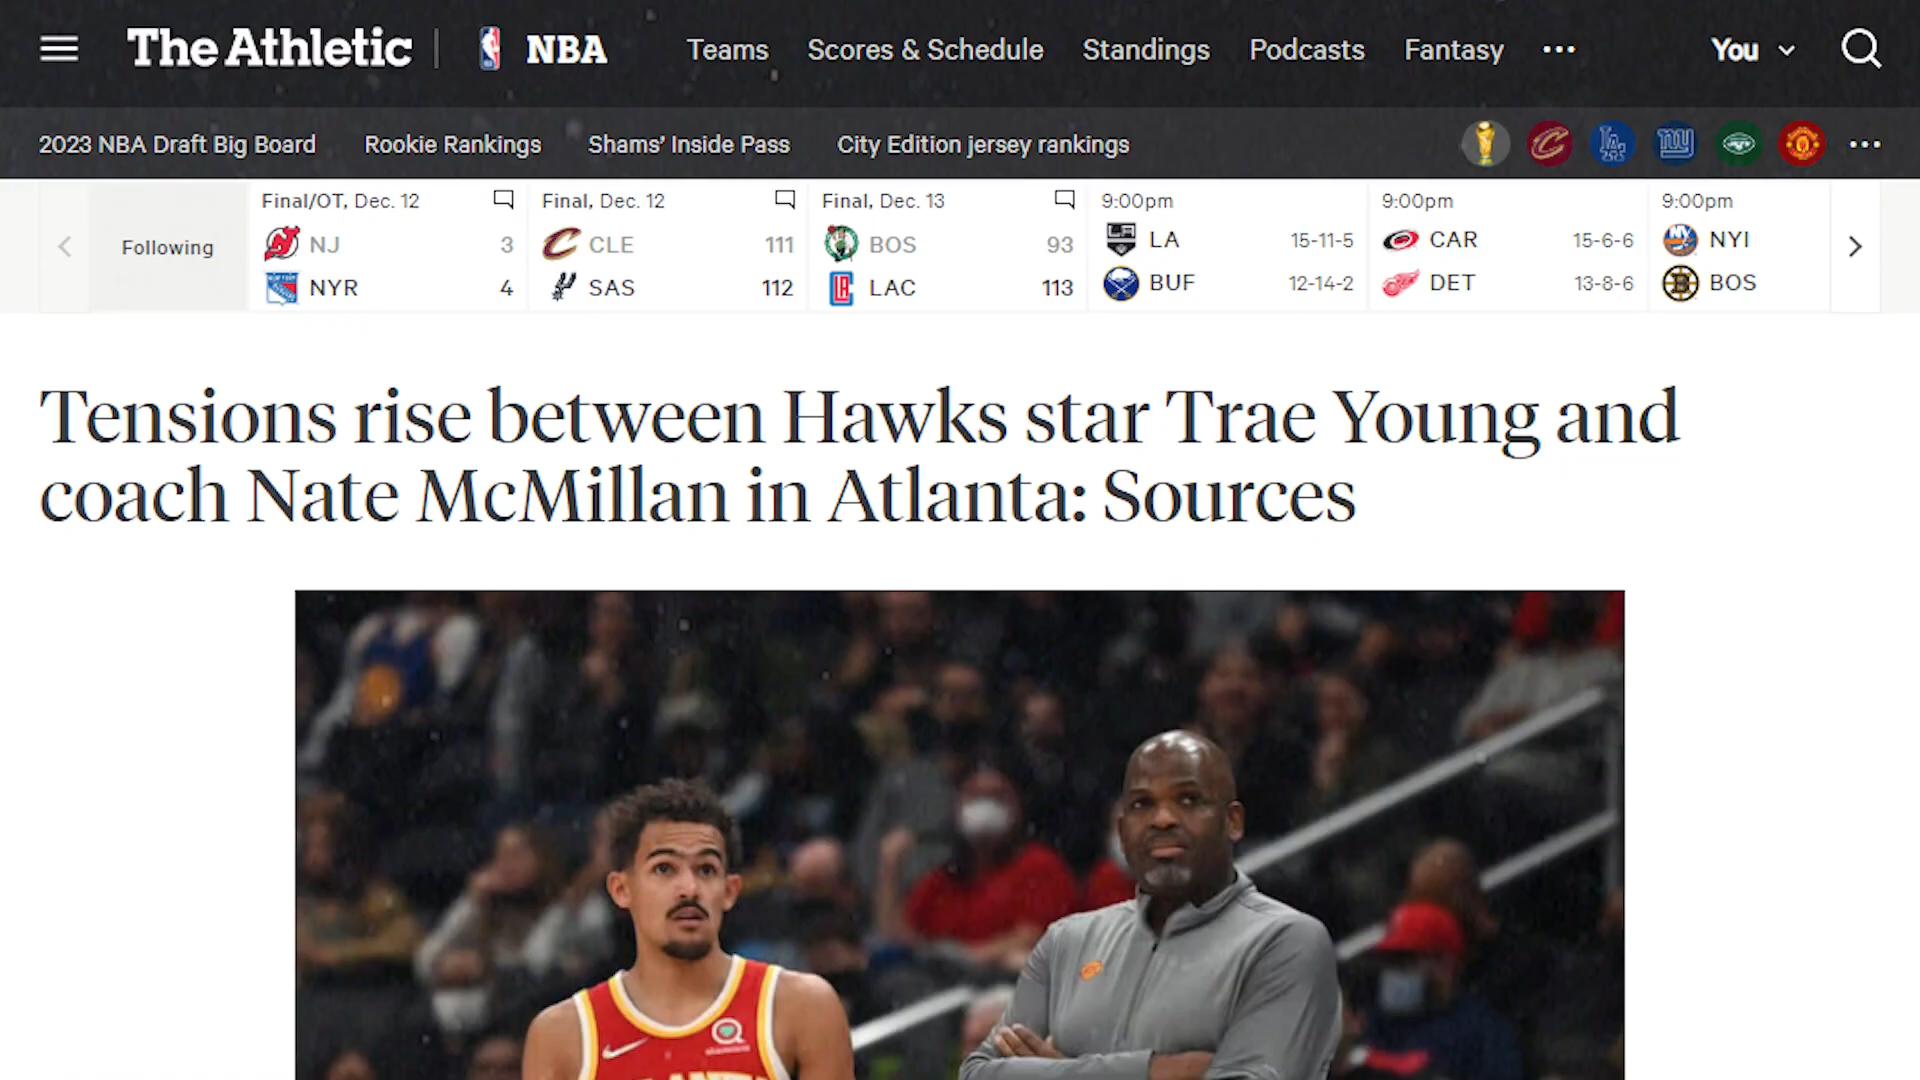 The Athletic NBA Teams Scores & Schedule Standings Podcasts Fantasy ... You
2023 NBA Draft Big Board Rookie Rankings Shams' Inside Pass City Edition jersey rankings ...
Following
Final/OT, Dec. 12
NJ 3
NYR 4
Final, Dec. 12
CLE 111
SAS 112
Final, Dec. 13
BOS 93
LAC 113
9:00pm
LA 15-11-5
BUF 12-14-2
9:00pm
CAR 15-6-6
DET 13-8-6
9:00pm
NYI
BOS
Tensions rise between Hawks star Trae Young and
coach Nate McMillan in Atlanta: Sources